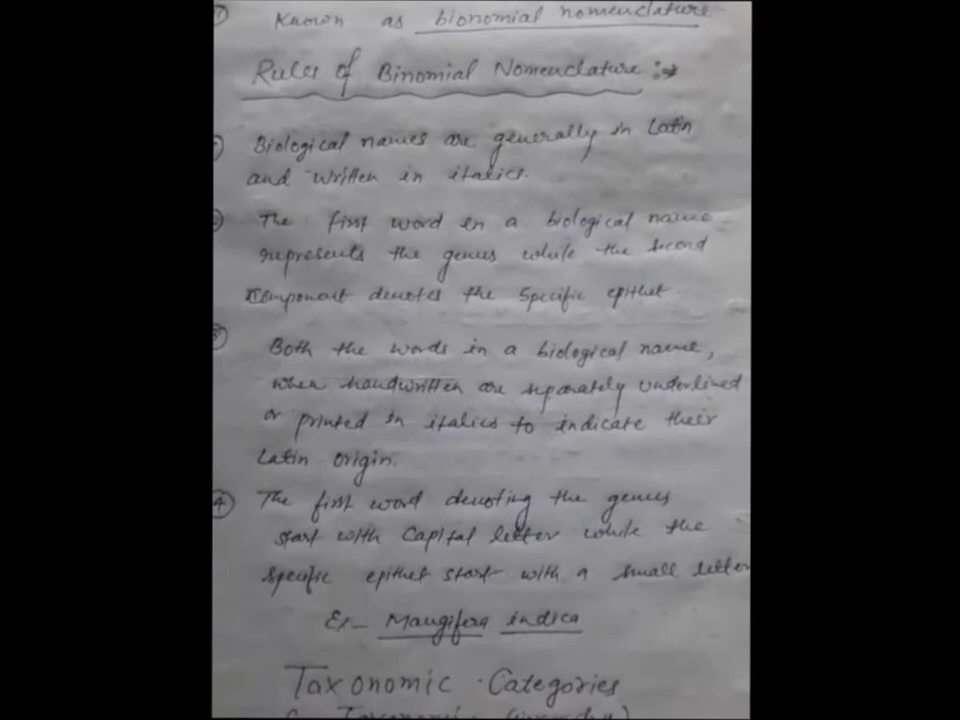 Known as bionomial nomenclature
Rules of Binomial Nomenclature :→
Biological names are generally in Latin
and written in italics.
② The first word in a biological name
represents the genus while the second
component denotes the specific epithet
③ Both the words in a biological name,
when handwritten are separately underlined
or printed in italics to indicate their
Latin origin.
④ The first word denoting the genus
start with Capital letter while the
specific epithet start with a small letter
Ex- Mangifera indica
Taxonomic Categories